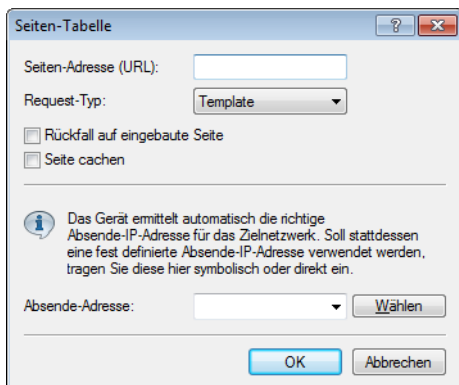 Seiten-Tabelle
Seiten-Adresse (URL):
Request-Typ: Template
Rückfall auf eingebaute Seite
Seite cachen
Das Gerät ermittelt automatisch die richtige
Absende-IP-Adresse für das Zielnetzwerk. Soll stattdessen
eine fest definierte Absende-IP-Adresse verwendet werden,
tragen Sie diese hier symbolisch oder direkt ein.
Absende-Adresse: Wählen
OK Abbrechen